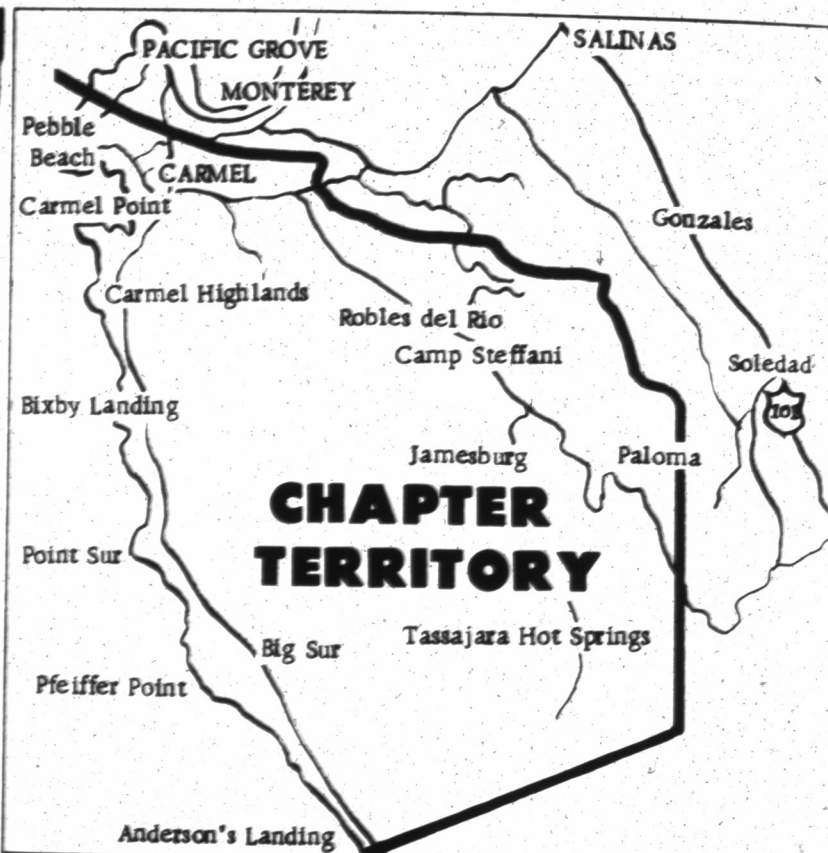 PACIFIC GROVE
SALINAS
MONTEREY
Pebble
Beach
CARMEL
Carmel Point
Gonzales
Carmel Highlands
Robles del Rio
Camp Steffani
Soledad
101
Bixby Landing
Jamesburg
Paloma
CHAPTER
TERRITORY
Point Sur
Tassajara Hot Springs
Big Sur
Pfeiffer Point
Anderson's Landing